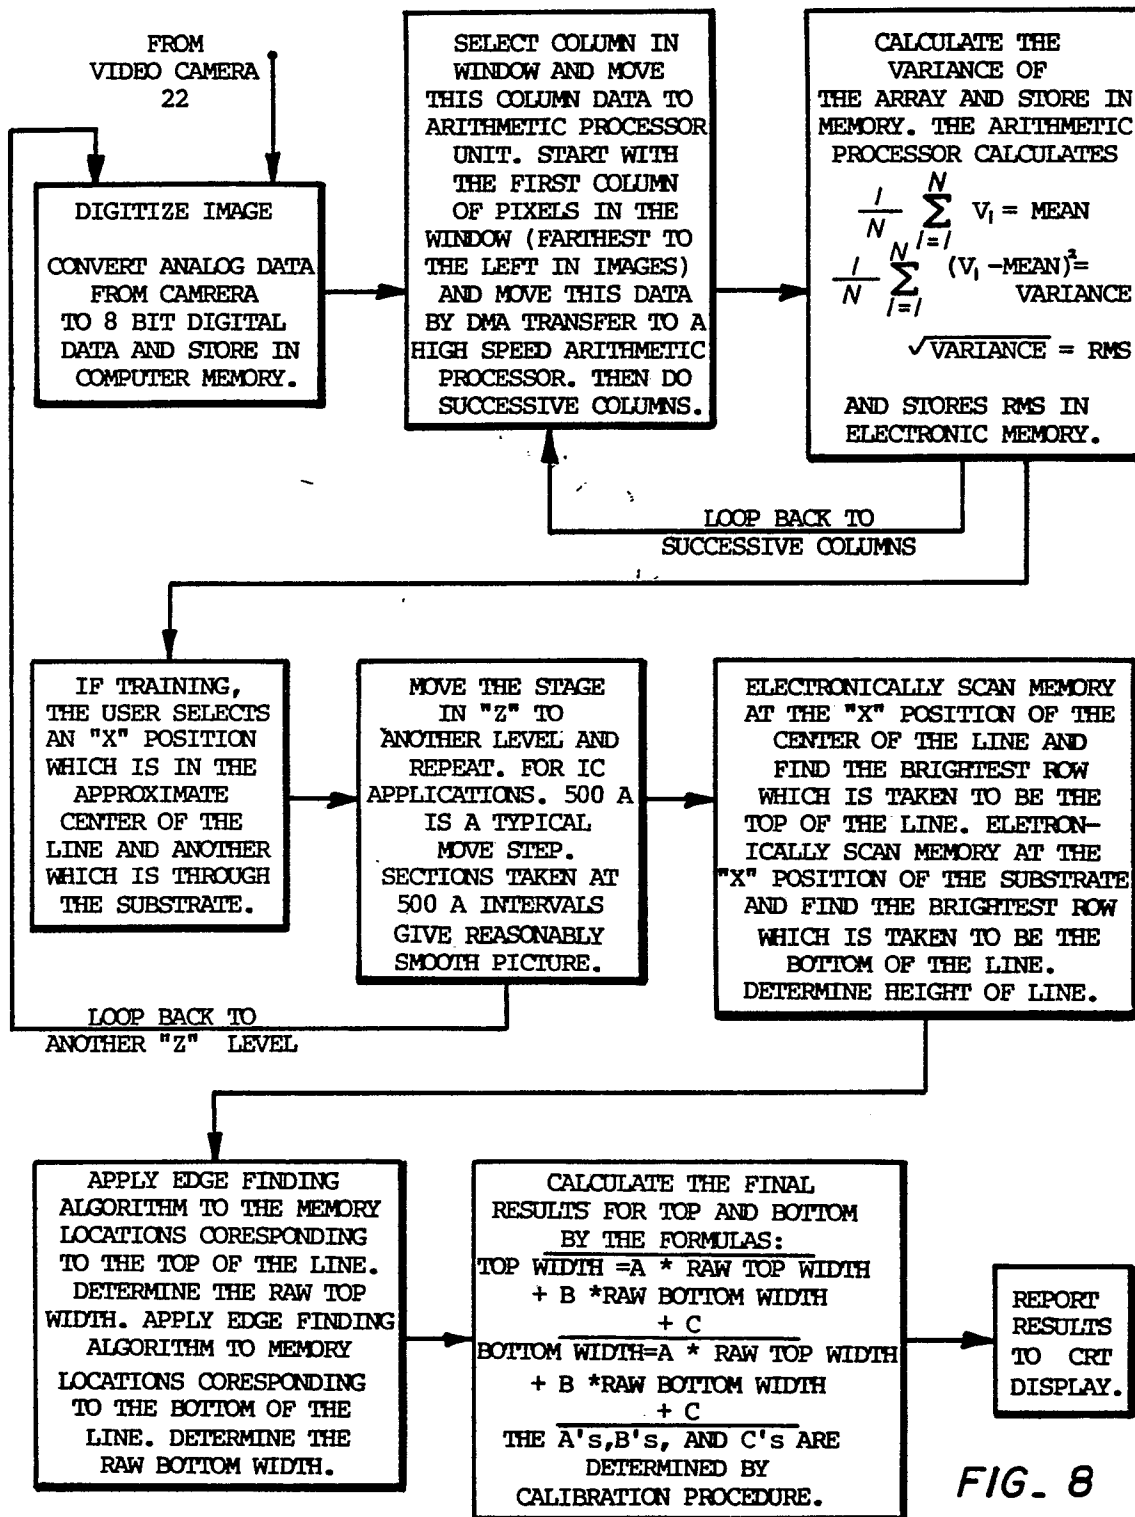 FROM
VIDEO CAMERA
22
DIGITIZE IMAGE
CONVERT ANALOG DATA
FROM CAMRERA
TO 8 BIT DIGITAL
DATA AND STORE IN
COMPUTER MEMORY.
SELECT COLUMN IN
WINDOW AND MOVE
THIS COLUMN DATA TO
ARITHMETIC PROCESSOR
UNIT. START WITH
THE FIRST COLUMN
OF PIXELS IN THE
WINDOW (FARTHEST TO
THE LEFT IN IMAGES)
AND MOVE THIS DATA
BY DMA TRANSFER TO A
HIGH SPEED ARITHMETIC
PROCESSOR. THEN DO
SUCCESSIVE COLUMNS.
CALCULATE THE
VARIANCE OF
THE ARRAY AND STORE IN
MEMORY. THE ARITHMETIC
PROCESSOR CALCULATES
1/N N ∑ I=I V_I = MEAN
1/N N ∑ I=I (V_I -MEAN)²=
VARIANCE
√VARIANCE = RMS
AND STORES RMS IN
ELECTRONIC MEMORY.
LOOP BACK TO
SUCCESSIVE COLUMNS
IF TRAINING,
THE USER SELECTS
AN "X" POSITION
WHICH IS IN THE
APPROXIMATE
CENTER OF THE
LINE AND ANOTHER
WHICH IS THROUGH
THE SUBSTRATE.
MOVE THE STAGE
IN "Z" TO
ANOTHER LEVEL AND
REPEAT. FOR IC
APPLICATIONS. 500 A
IS A TYPICAL
MOVE STEP.
SECTIONS TAKEN AT
500 A INTERVALS
GIVE REASONABLY
SMOOTH PICTURE.
ELECTRONICALLY SCAN MEMORY
AT THE "X" POSITION OF THE
CENTER OF THE LINE AND
FIND THE BRIGHTEST ROW
WHICH IS TAKEN TO BE THE
TOP OF THE LINE. ELETRON-
ICALLY SCAN MEMORY AT THE
"X" POSITION OF THE SUBSTRATE
AND FIND THE BRIGHTEST ROW
WHICH IS TAKEN TO BE THE
BOTTOM OF THE LINE.
DETERMINE HEIGHT OF LINE.
LOOP BACK TO
ANOTHER "Z" LEVEL
APPLY EDGE FINDING
ALGORITHM TO THE MEMORY
LOCATIONS CORESPONDING
TO THE TOP OF THE LINE.
DETERMINE THE RAW TOP
WIDTH. APPLY EDGE FINDING
ALGORITHM TO MEMORY
LOCATIONS CORESPONDING
TO THE BOTTOM OF THE
LINE. DETERMINE THE
RAW BOTTOM WIDTH.
CALCULATE THE FINAL
RESULTS FOR TOP AND BOTTOM
BY THE FORMULAS:
TOP WIDTH =A * RAW TOP WIDTH
+ B *RAW BOTTOM WIDTH
+ C
BOTTOM WIDTH=A * RAW TOP WIDTH
+ B *RAW BOTTOM WIDTH
+ C
THE A's,B's, AND C's ARE
DETERMINED BY
CALIBRATION PROCEDURE.
REPORT
RESULTS
TO CRT
DISPLAY.
FIG_ 8